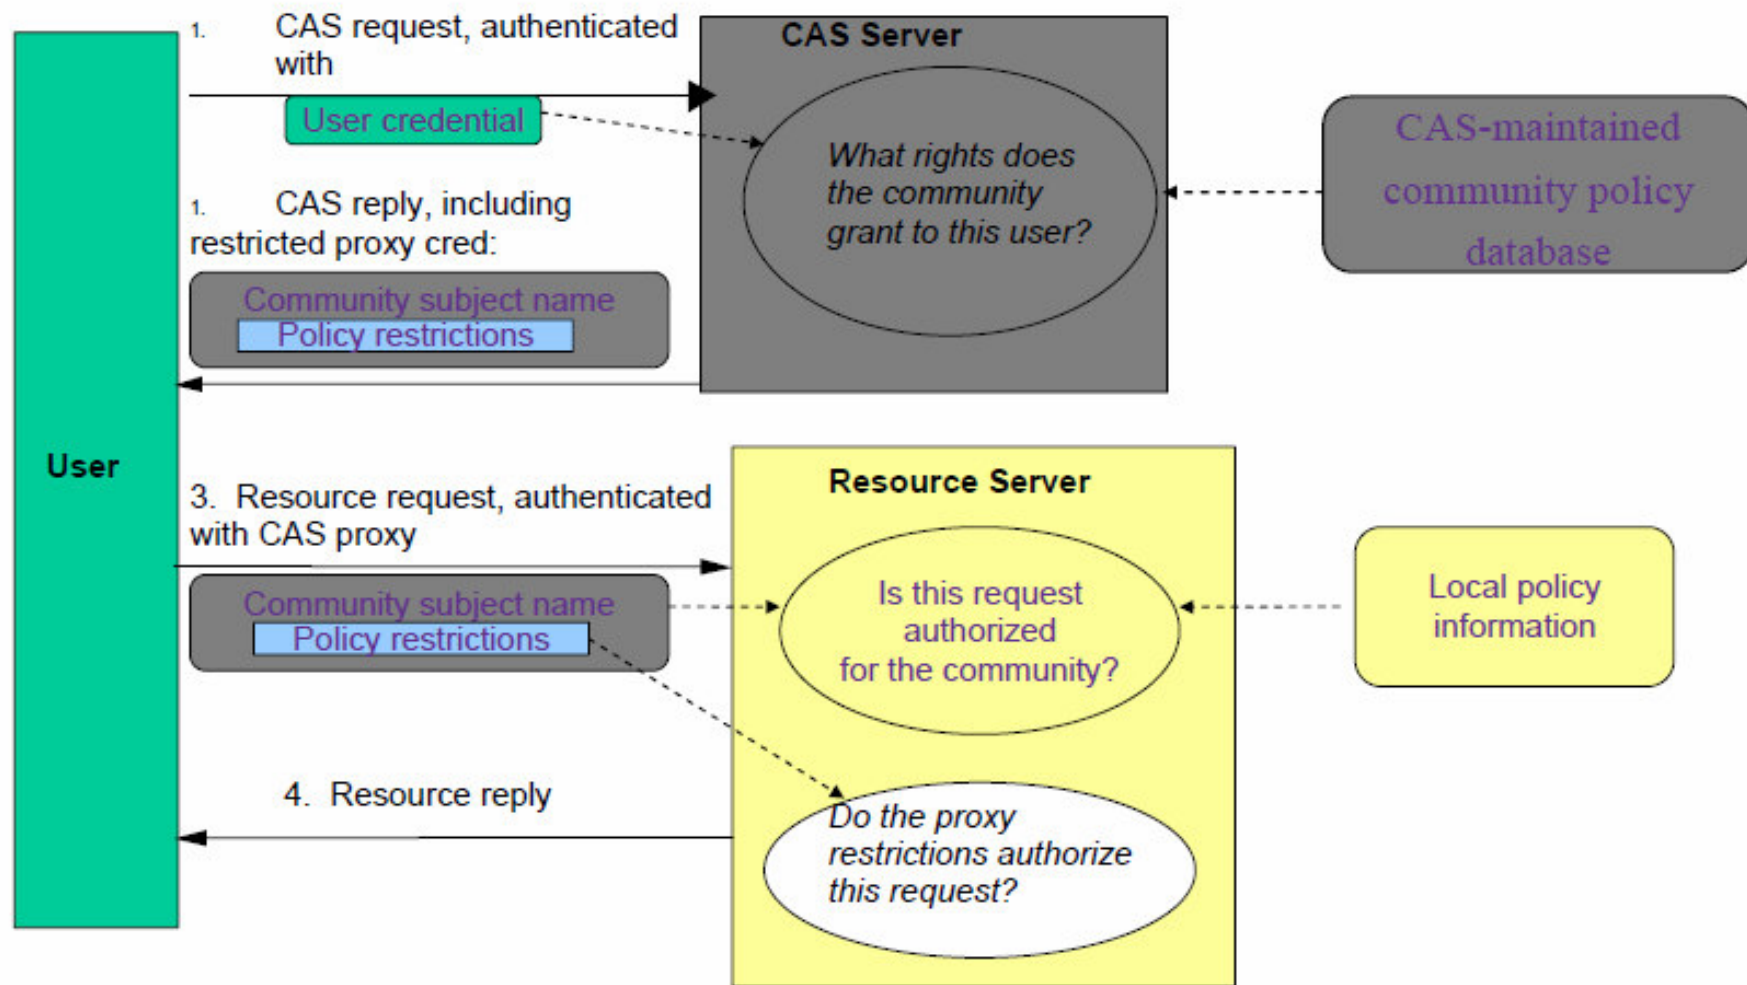 1. CAS request, authenticated
with
User credential
CAS Server
What rights does
the community
grant to this user?
CAS-maintained
community policy
database
1. CAS reply, including
restricted proxy cred:
Community subject name
Policy restrictions
User
3. Resource request, authenticated
with CAS proxy
Community subject name
Policy restrictions
Resource Server
Is this request
authorized
for the community?
Local policy
information
4. Resource reply
Do the proxy
restrictions authorize
this request?